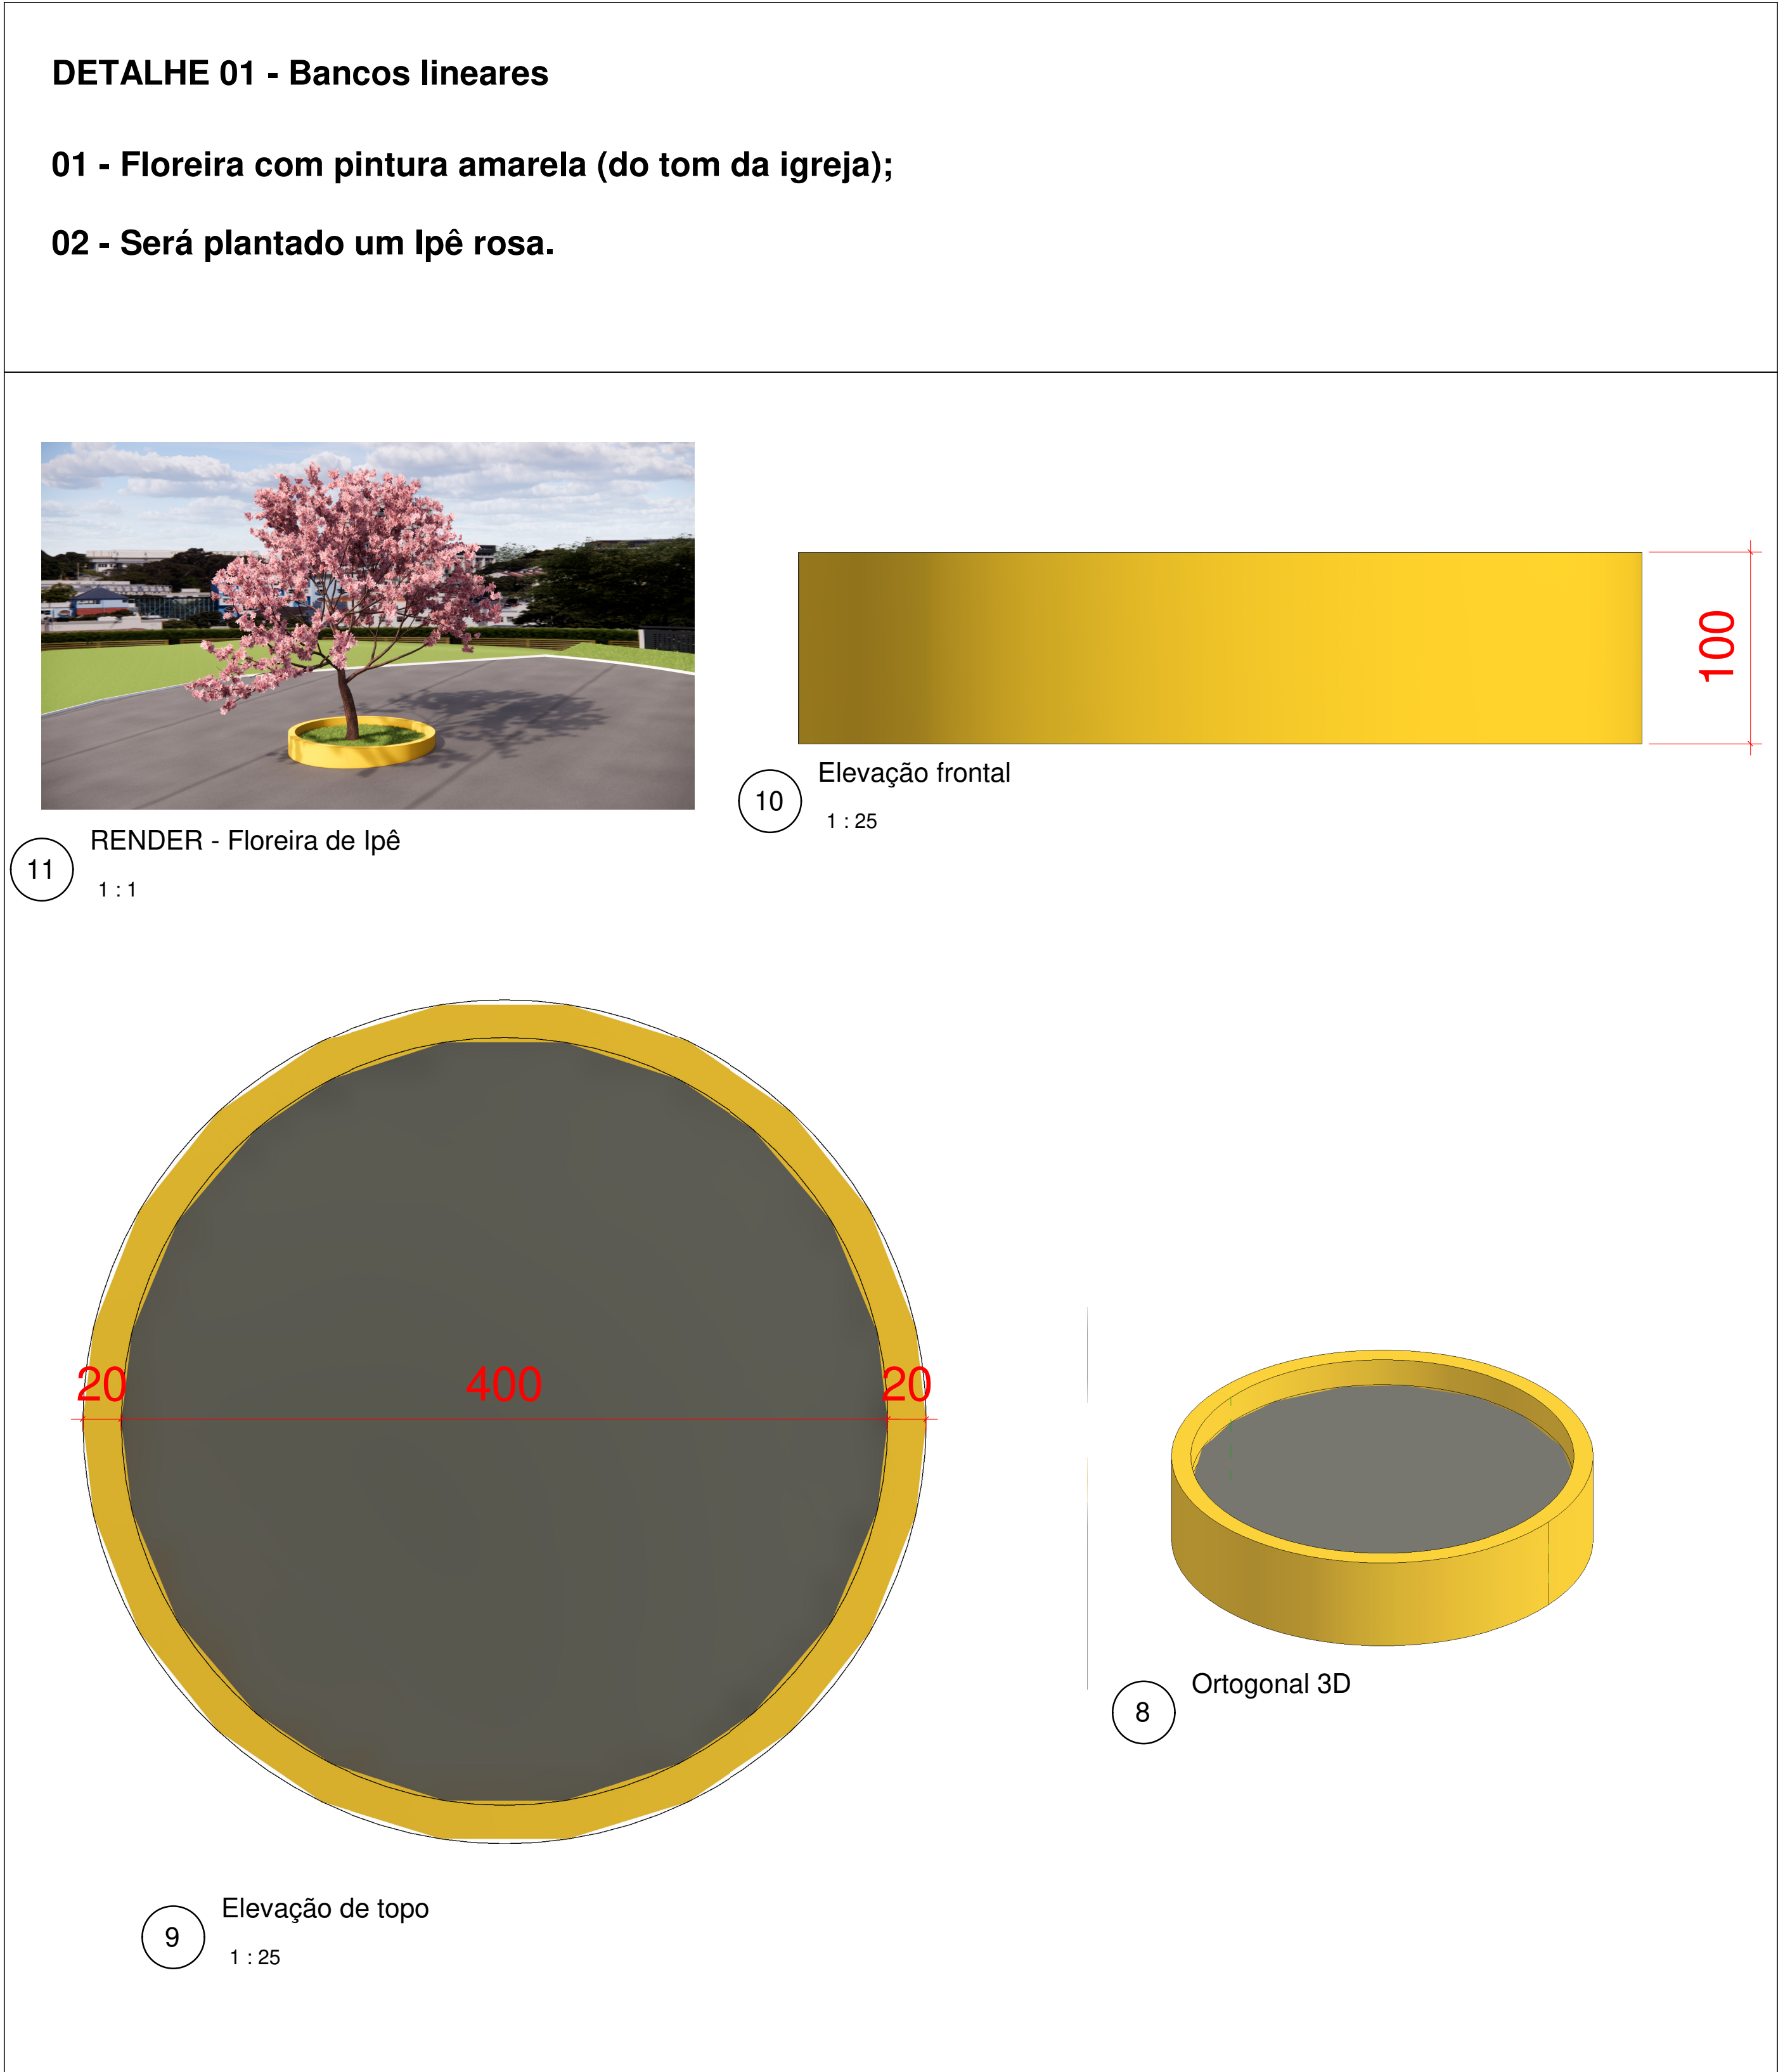 DETALHE 01 - Bancos lineares
01 - Floreira com pintura amarela (do tom da igreja);
02 - Será plantado um Ipê rosa.
100
10
Elevação frontal
1 : 25
11
RENDER - Floreira de Ipê
1 : 1
20
400
20
8
Ortogonal 3D
9
Elevação de topo
1 : 25